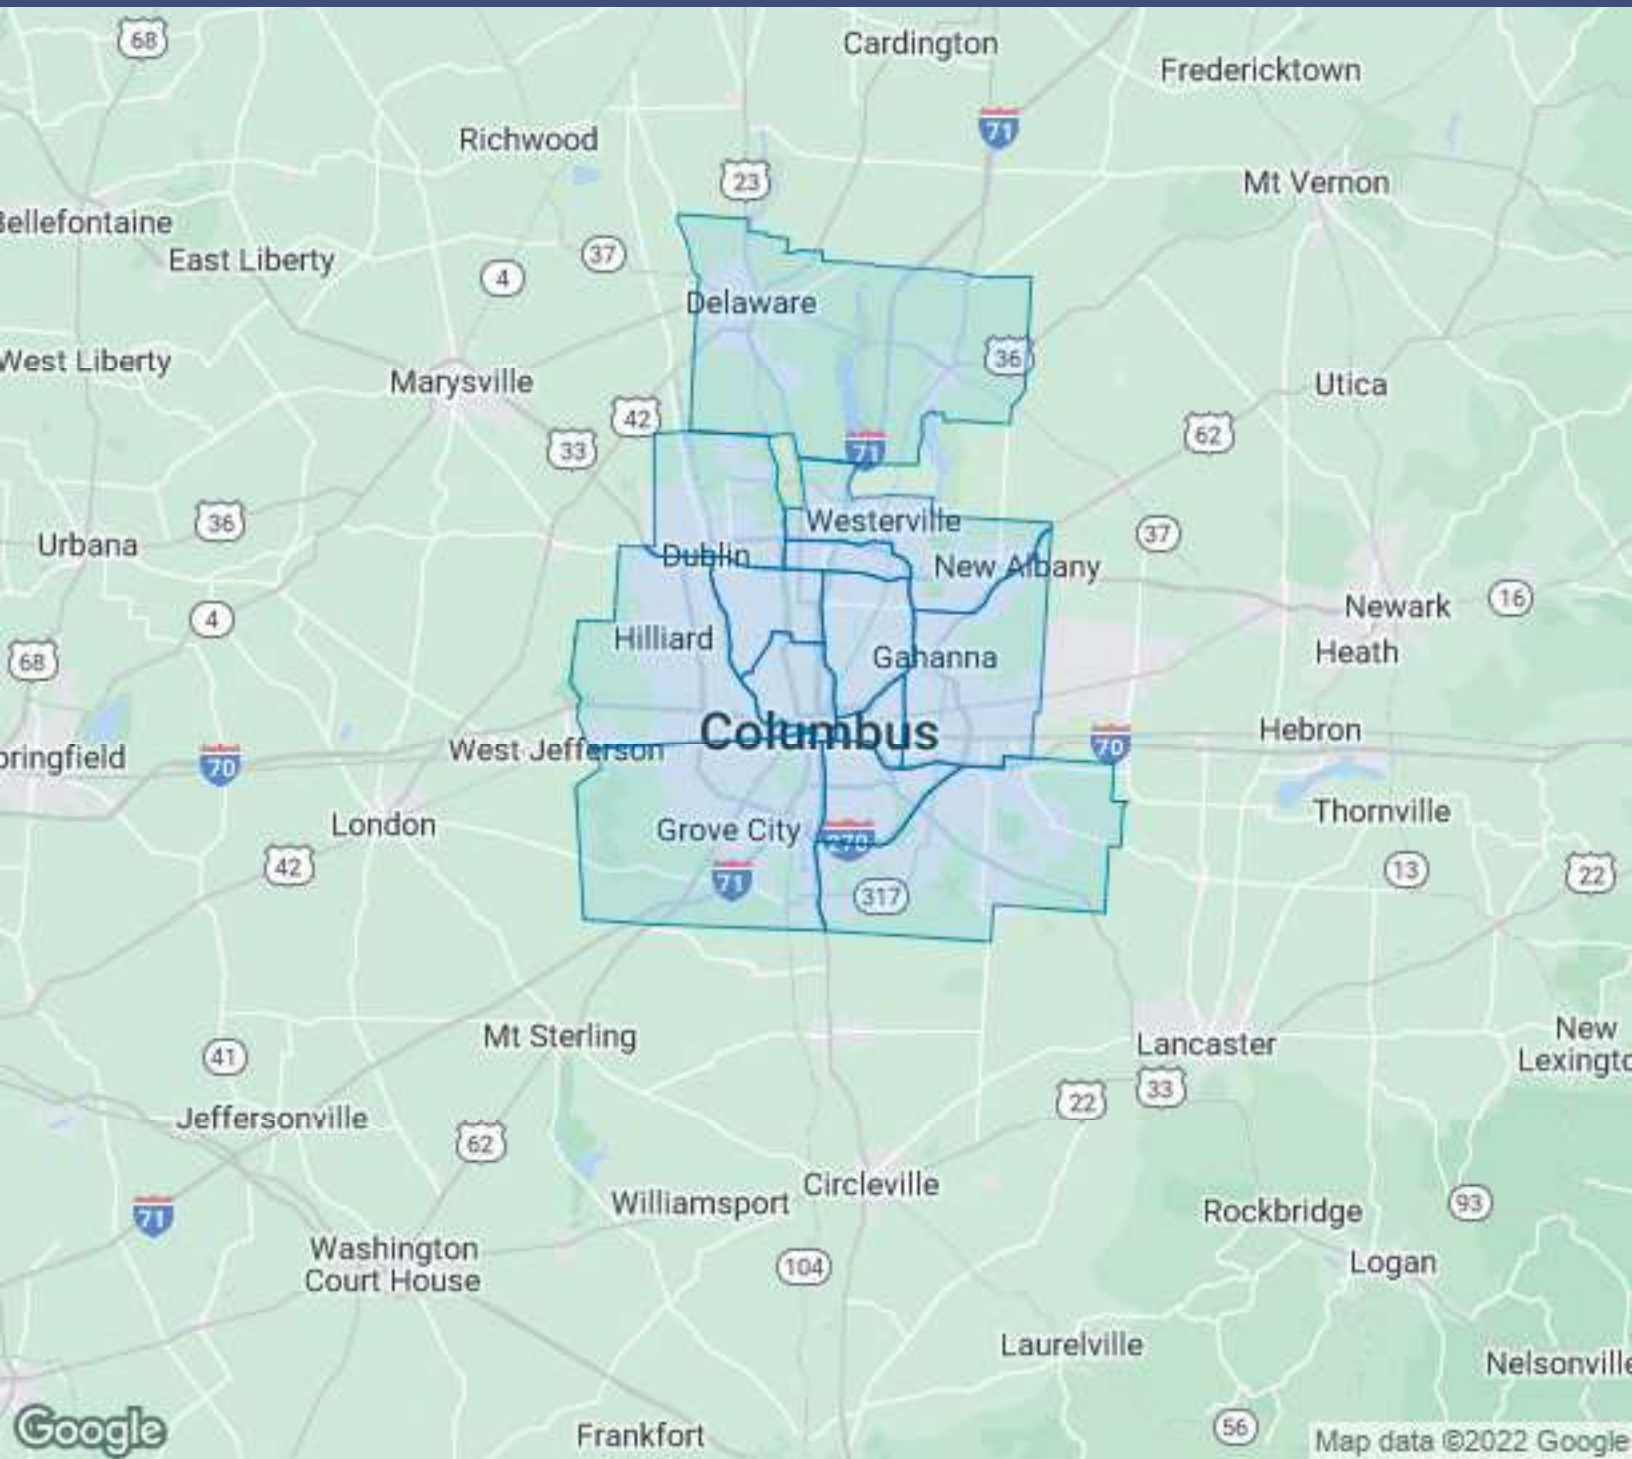 68
Cardington
Fredericktown
71
Richwood
23
Mt Vernon
Bellefontaine
East Liberty
37
4
Delaware
36
West Liberty
Marysville
Utica
42
62
33
71
36
Westerville
37
Urbana
Dublin
New Albany
4
Newark
16
Hilliard
Heath
68
Gahanna
Columbus
Hebron
West Jefferson
70
pringfield
70
London
Grove City
270
Thornville
42
71
317
13
22
Mt Sterling
New
Lexingto
41
Lancaster
33
22
Jeffersonville
62
Circleville
Williamsport
Rockbridge
93
71
Washington
Court House
104
Logan
Laurelville
Nelsonville
Google
Frankfort
56
Map data ©2022 Google